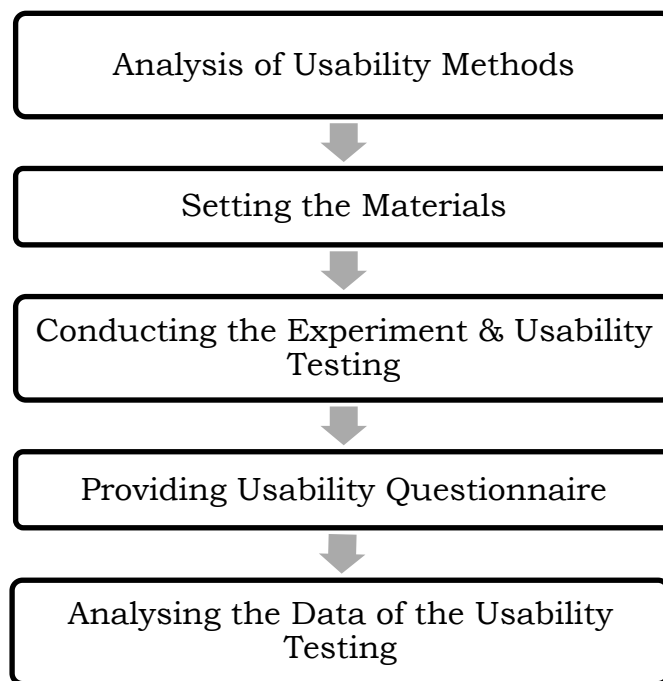 Analysis of Usability Methods
Setting the Materials
Conducting the Experiment & Usability
Testing
Providing Usability Questionnaire
Analysing the Data of the Usability
Testing